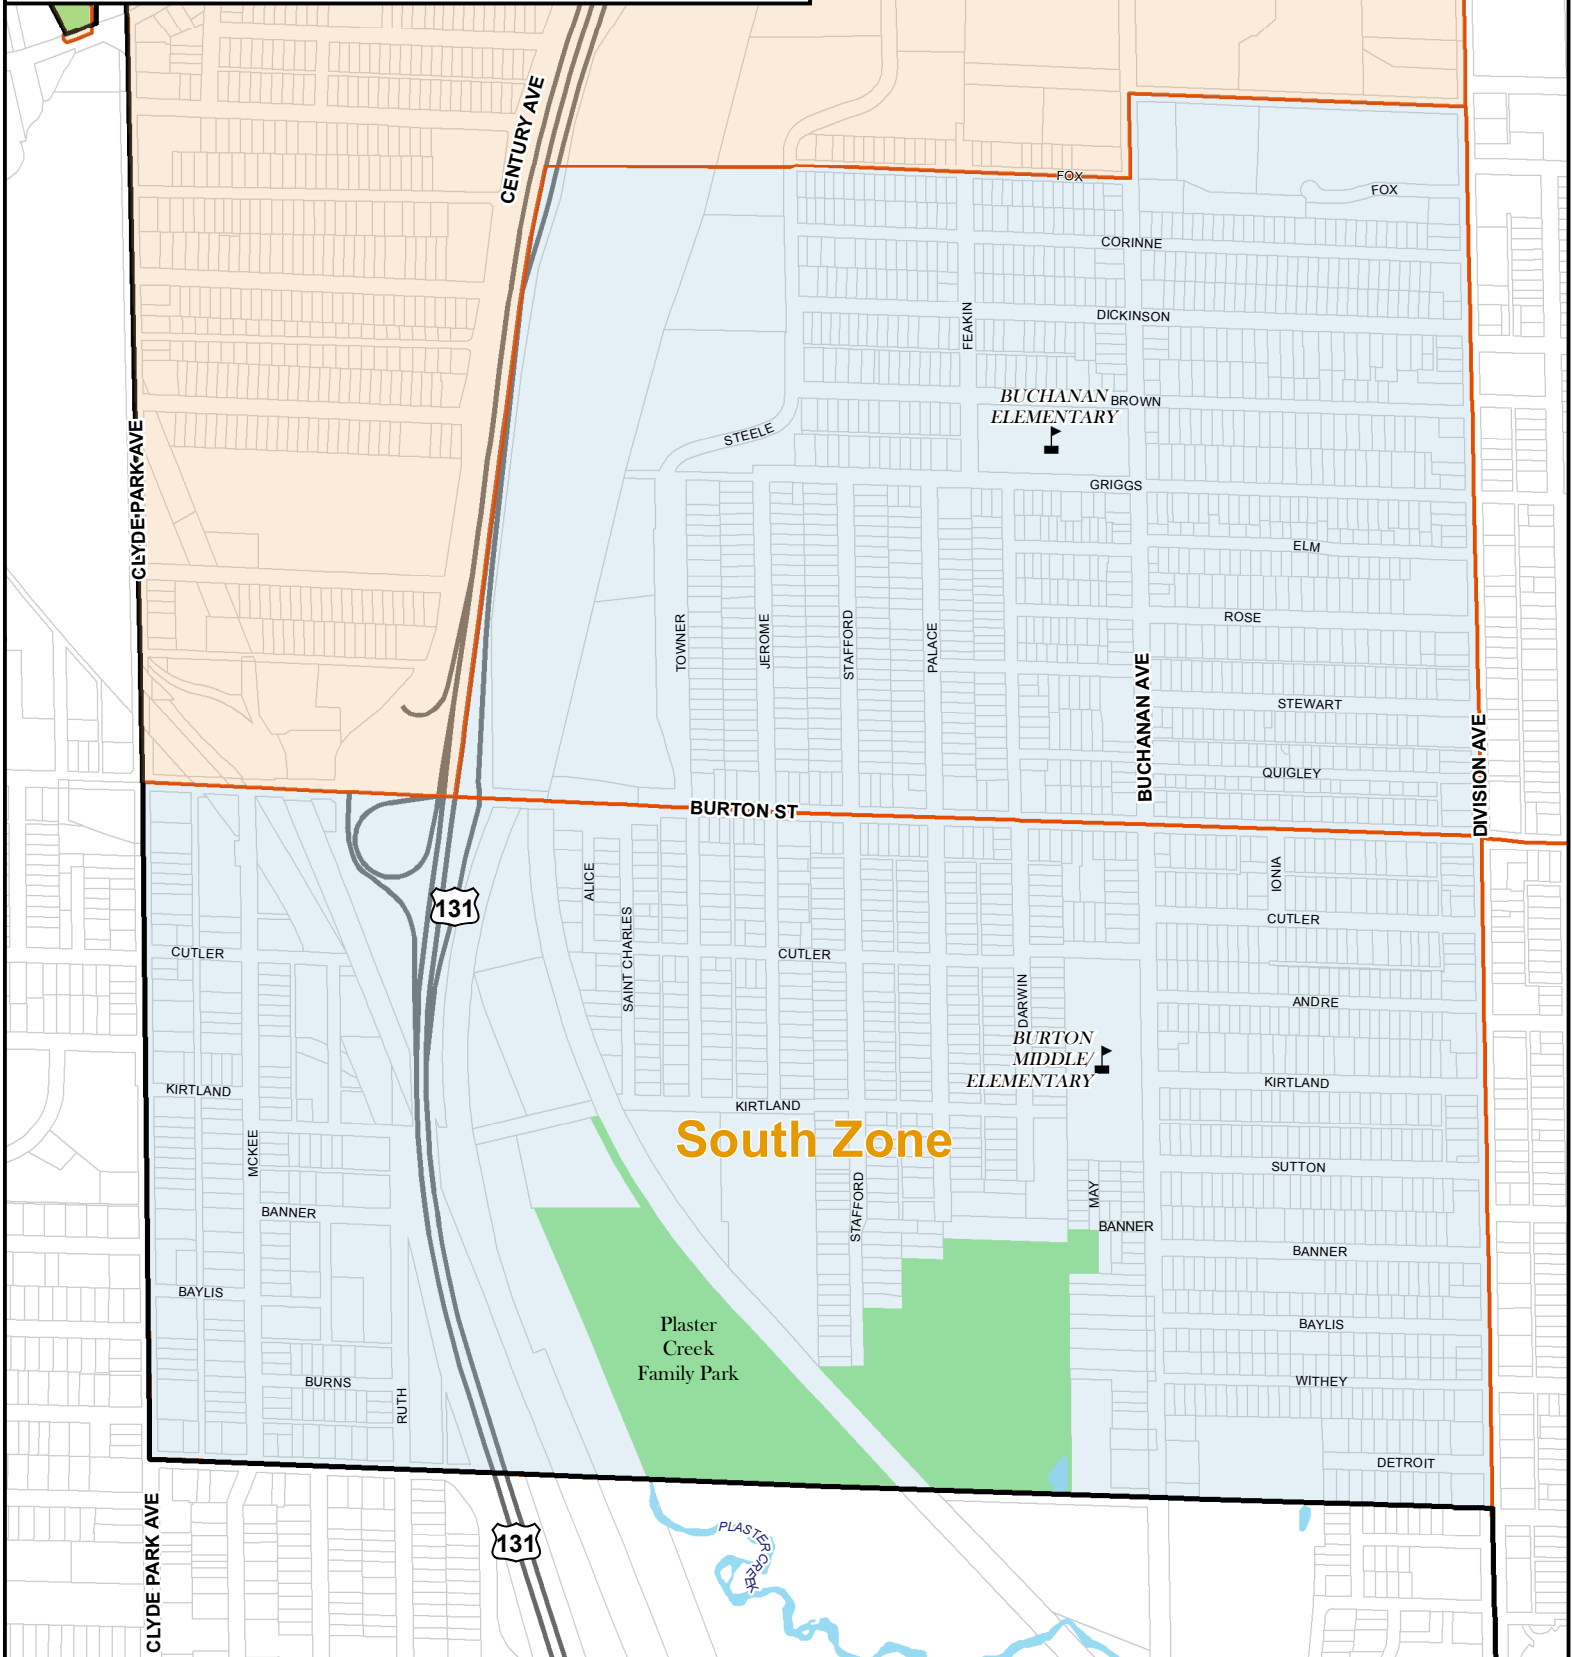 CENTURY AVE
FOX
FOX
CORINNE
DICKINSON
FEAKIN
BUCHANAN
ELEMENTARY
BROWN
STEELE
CLYDE PARK AVE
GRIGGS
ELM
ROSE
TOWNER
JEROME
STAFFORD
PALACE
BUCHANAN AVE
STEWART
DIVISION AVE
QUIGLEY
BURTON ST
ALICE
IONIA
131
SAINT CHARLES
CUTLER
CUTLER
CUTLER
DARWIN
ANDRE
BURTON
MIDDLE/
ELEMENTARY
KIRTLAND
KIRTLAND
KIRTLAND
South Zone
MCKEE
SUTTON
STAFFORD
MAY
BANNER
BANNER
BANNER
BAYLIS
Plaster
Creek
Family Park
BAYLIS
BURNS
RUTH
WITHEY
DETROIT
CLYDE PARK AVE
131
PLASTER CREEK